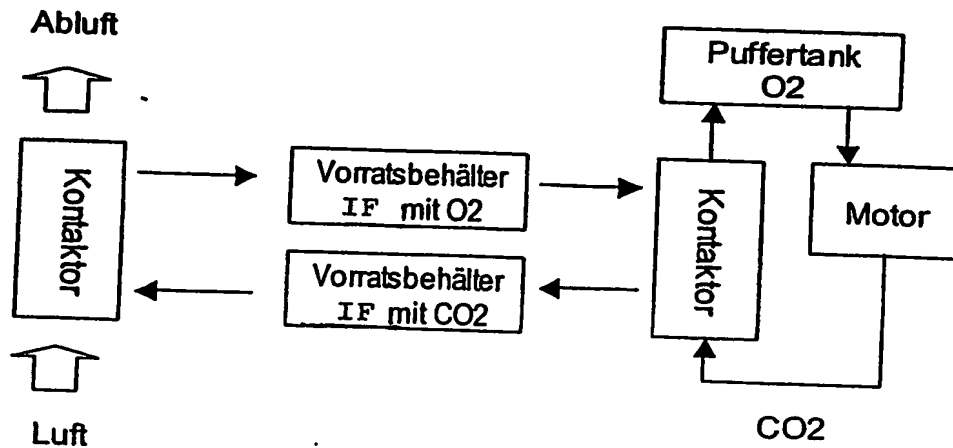 Abluft
Puffertank
O2
Kontaktor
Vorratsbehälter
IF mit O2
Kontaktor
Motor
Vorratsbehälter
IF mit CO2
Luft
CO2